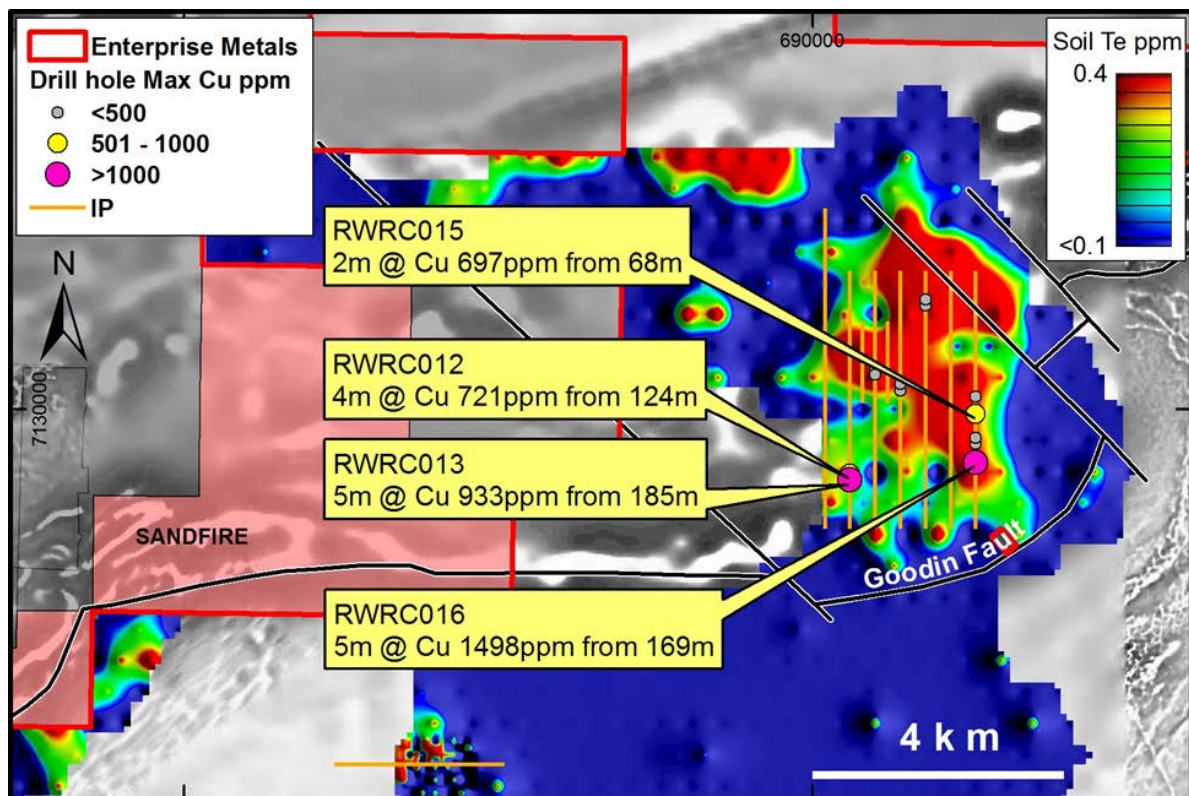 Enterprise Metals
Drill hole Max Cu ppm
<500
501 - 1000
>1000
IP
N
7130000
690000
Soil Te ppm
0.4
<0.1
RWRC015
2m @ Cu 697ppm from 68m
RWRC012
4m @ Cu 721ppm from 124m
RWRC013
5m @ Cu 933ppm from 185m
RWRC016
5m @ Cu 1498ppm from 169m
SANDFIRE
Goodin Fault
4 km